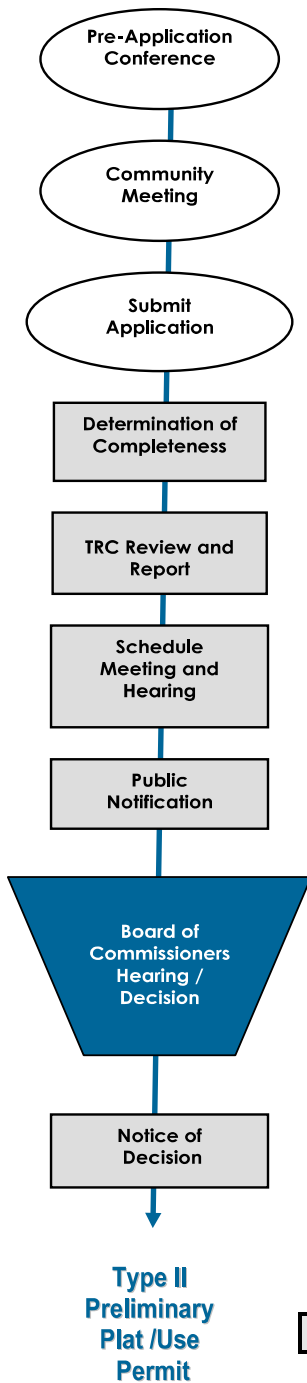 Pre-Application
Conference
Community
Meeting
Submit
Application
Determination of
Completeness
TRC Review and
Report
Schedule
Meeting and
Hearing
Public
Notification
Board of
Commissioners
Hearing /
Decision
Notice of
Decision
Type II
Preliminary
Plat /Use
Permit